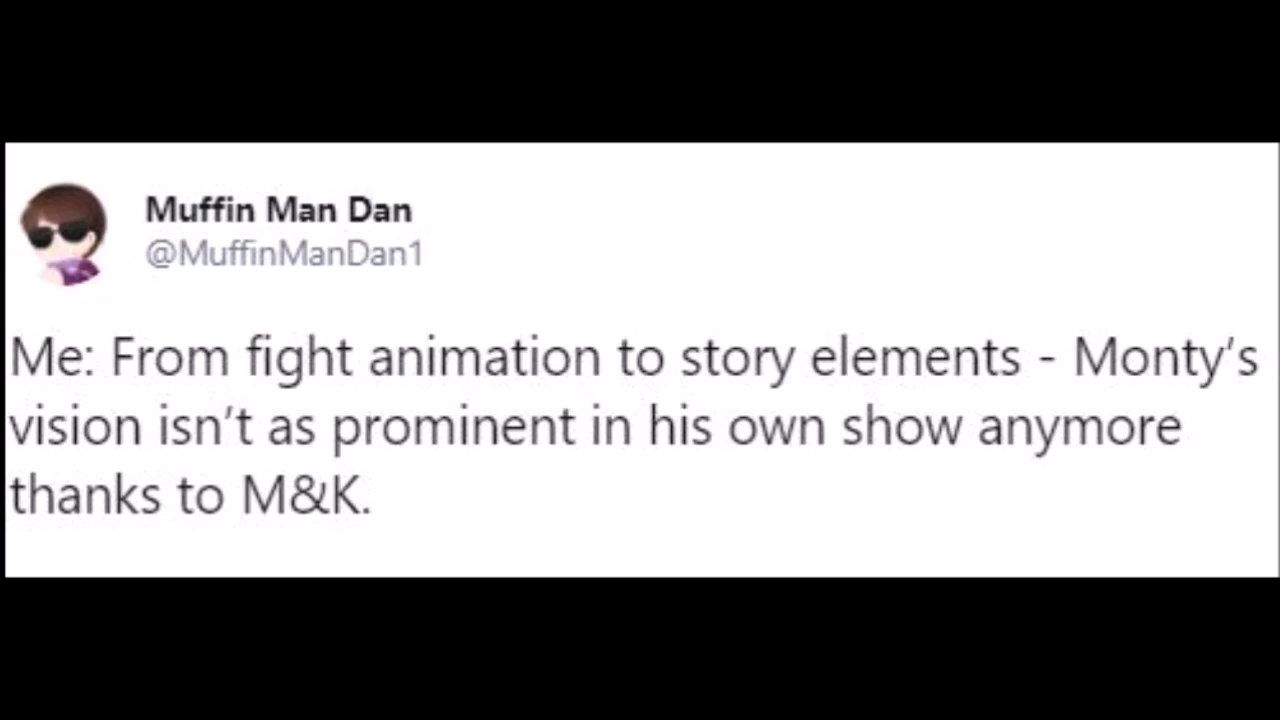 Muffin Man Dan
@MuffinManDan1
Me: From fight animation to story elements - Monty’s
vision isn’t as prominent in his own show anymore
thanks to M&K.